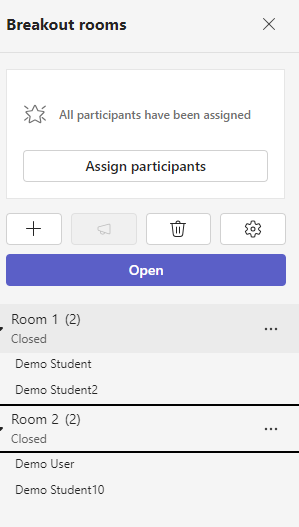 Breakout rooms
All participants have been assigned
Assign participants
Open
Room 1 (2)
Closed
Demo Student
Demo Student2
Room 2 (2)
Closed
Demo User
Demo Student10